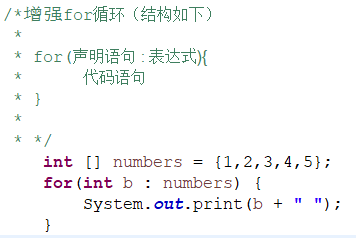 /*增强for循环（结构如下）
 *
 * for(声明语句 : 表达式){
 *      代码语句
 * }
 *
 * */
    int [] numbers = {1,2,3,4,5};
    for(int b : numbers) {
        System.out.print(b + " ");
    }